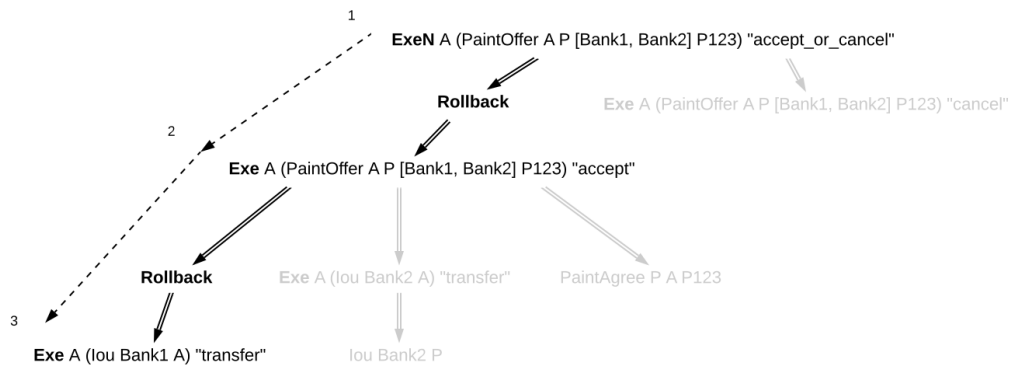 1
ExeN A (PaintOffer A P [Bank1, Bank2] P123) "accept_or_cancel"
Rollback
Exe A (PaintOffer A P [Bank1, Bank2] P123) "cancel"
2
Exe A (PaintOffer A P [Bank1, Bank2] P123) "accept"
Rollback
Exe A (Iou Bank2 A) "transfer"
PaintAgree P A P123
3
Exe A (Iou Bank1 A) "transfer"
Iou Bank2 P